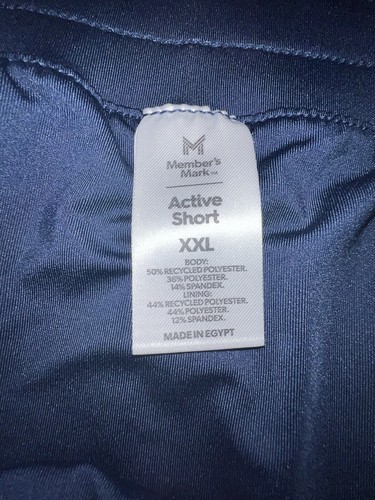 M
Member's
Mark™
Active
Short
XXL
BODY:
50% RECYCLED POLYESTER.
36% POLYESTER.
14% SPANDEX.
LINING:
44% RECYCLED POLYESTER.
44% POLYESTER.
12% SPANDEX.
MADE IN EGYPT